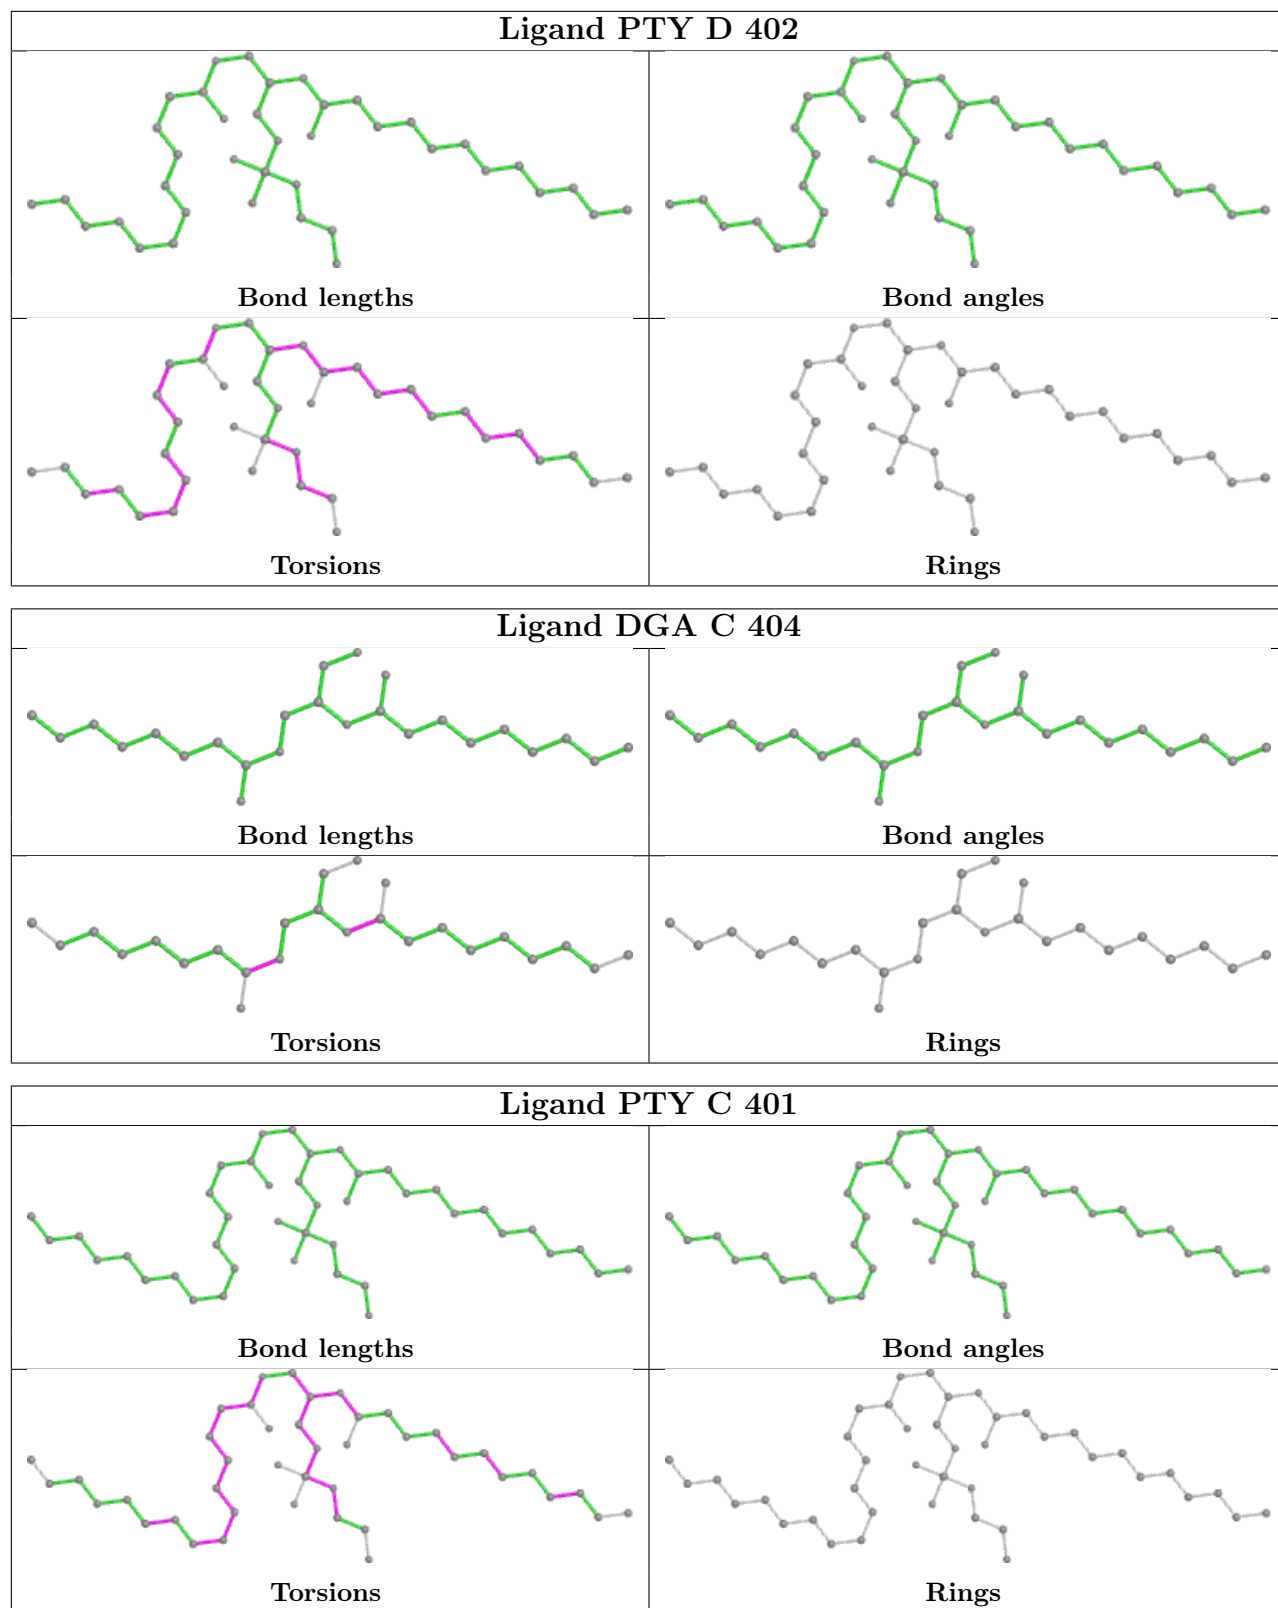 Ligand PTY D 402
Bond lengths
Bond angles
Torsions
Rings
Ligand DGA C 404
Bond lengths
Bond angles
Torsions
Rings
Ligand PTY C 401
Bond lengths
Bond angles
Torsions
Rings